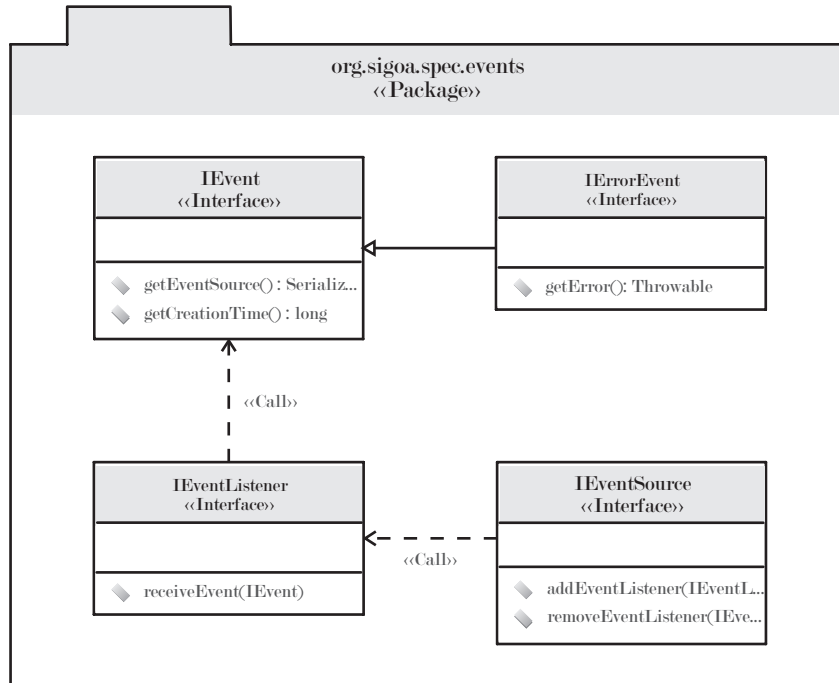 org.sigoa.spec.events
‹‹Package››
IEvent
‹‹Interface››
getEventSource() : Serializ...
getCreationTime() : long
IErrorEvent
‹‹Interface››
getError(): Throwable
‹‹Call››
IEventListener
‹‹Interface››
receiveEvent(IEvent)
‹‹Call››
IEventSource
‹‹Interface››
addEventListener(IEventL...
removeEventListener(IEve...